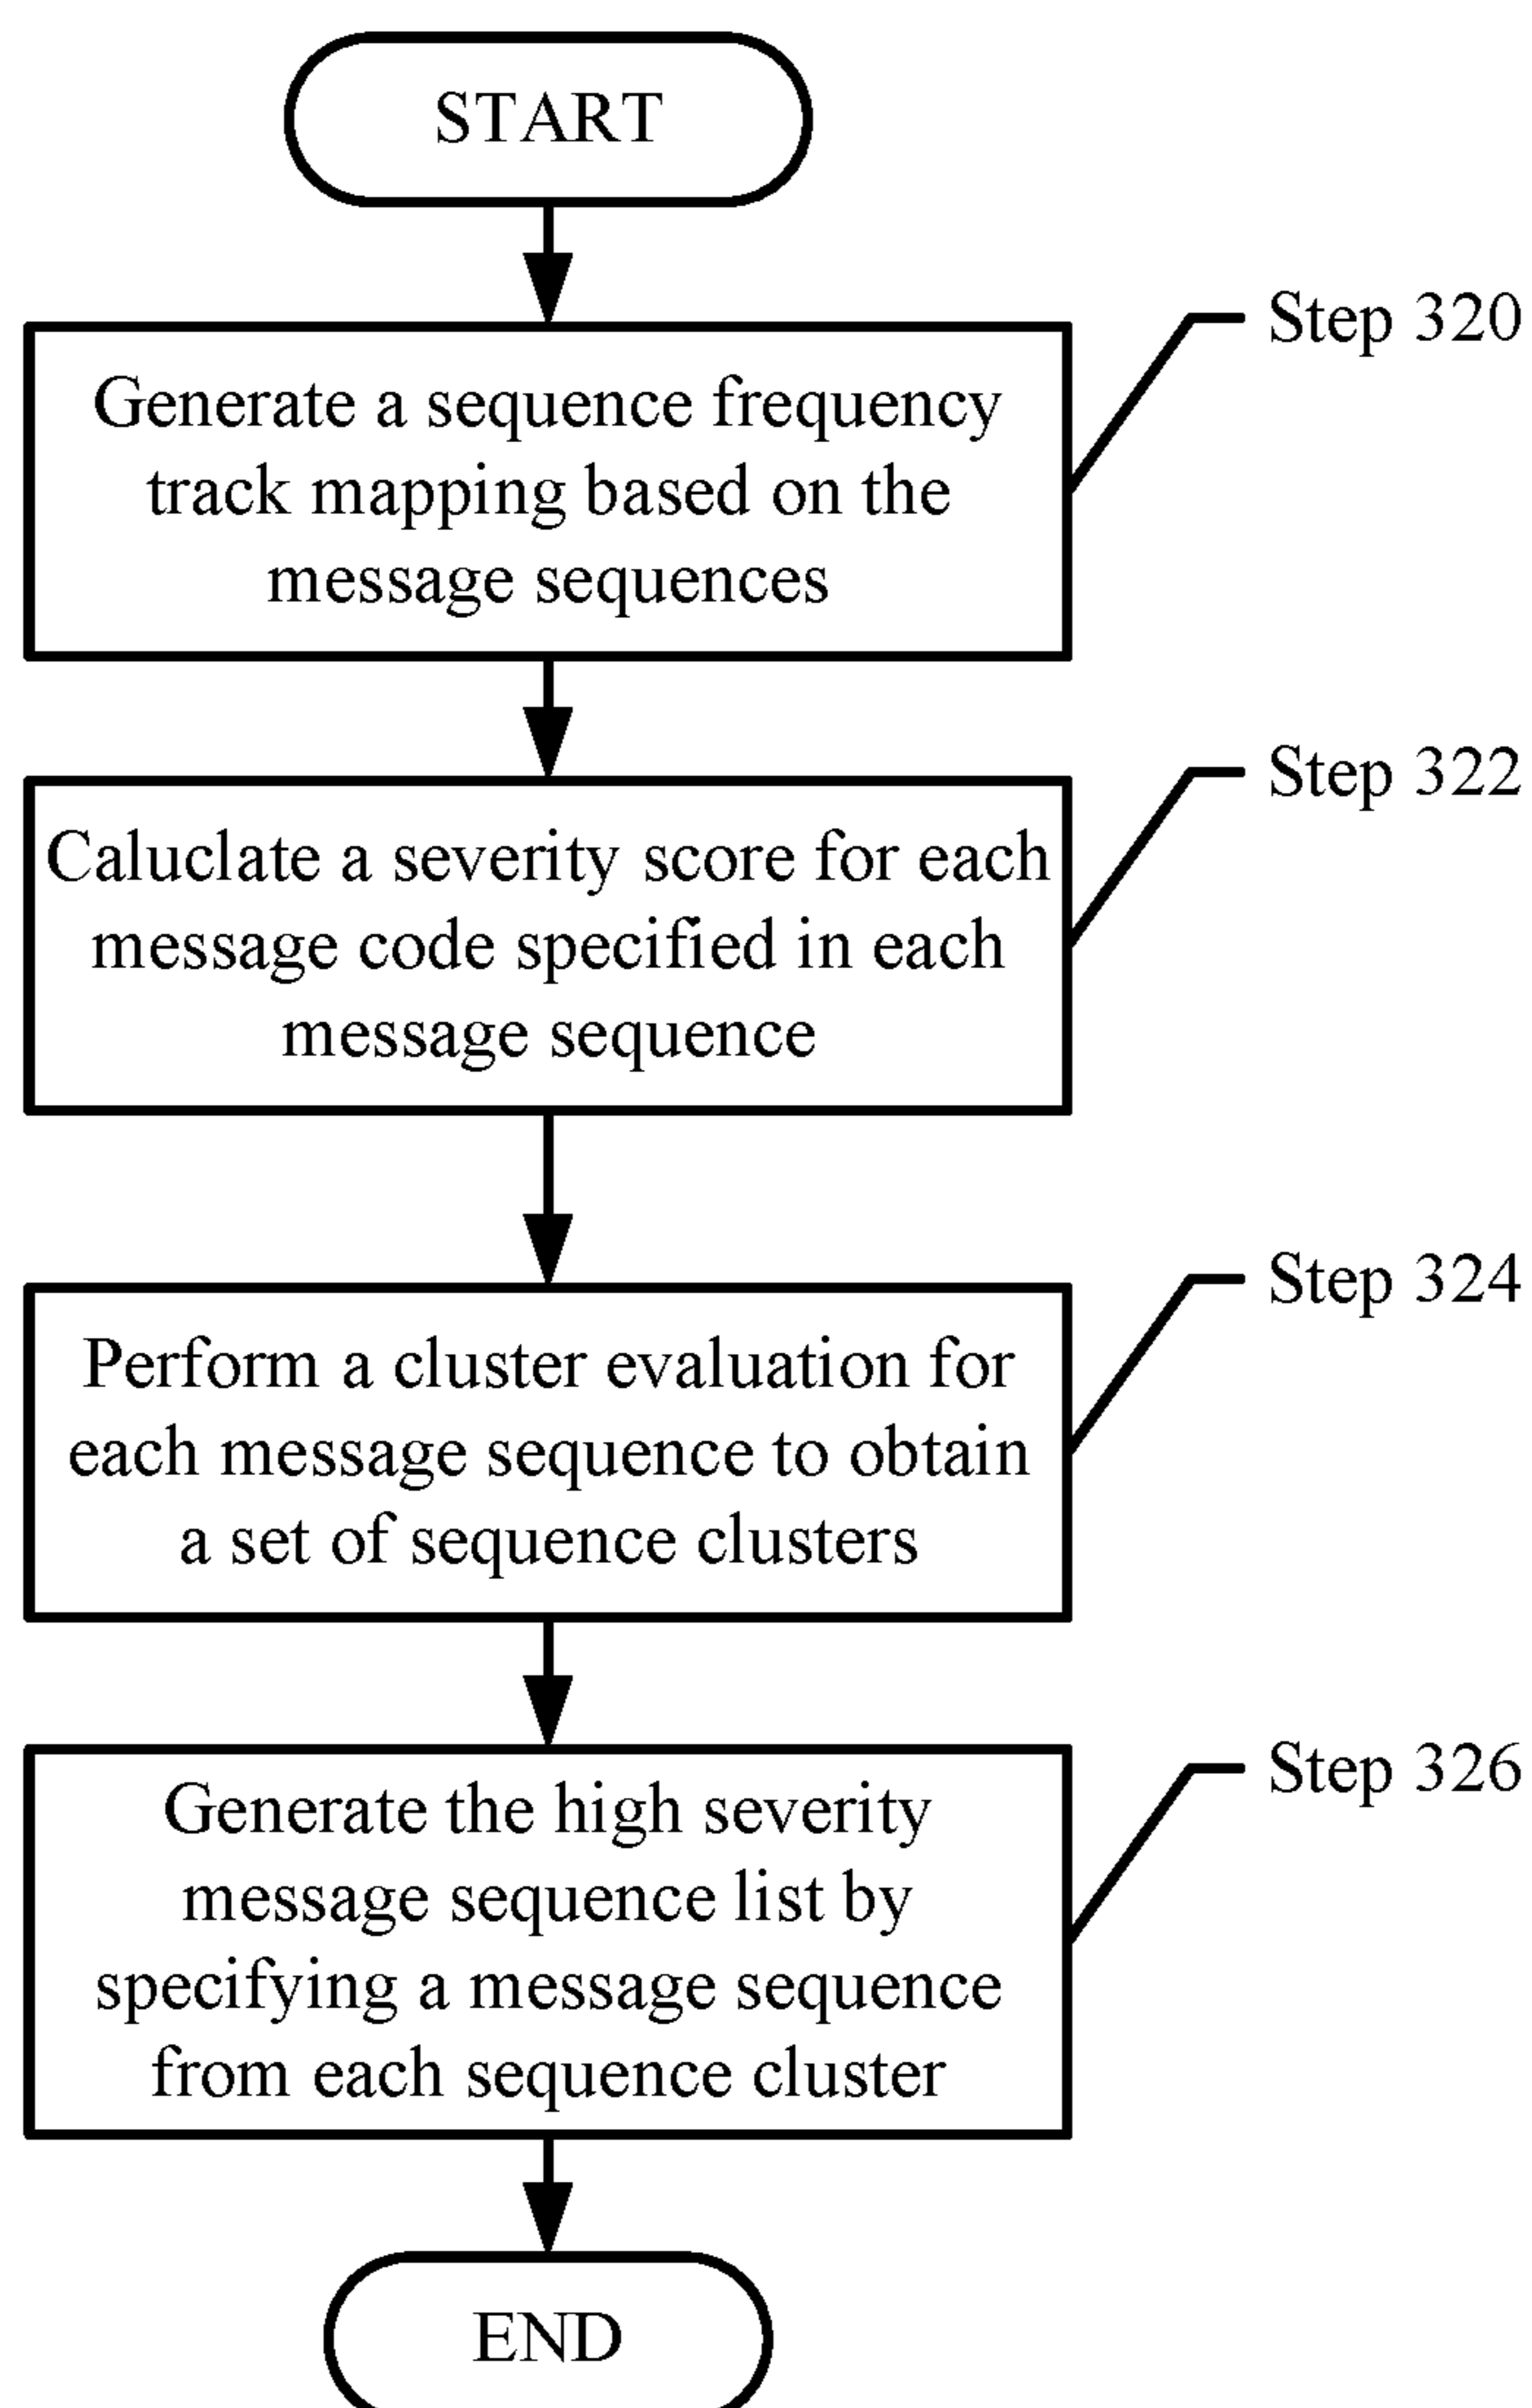 START
Step 320
Generate a sequence frequency
track mapping based on the
message sequences
Step 322
Caluclate a severity score for each
message code specified in each
message sequence
Step 324
Perform a cluster evaluation for
each message sequence to obtain
a set of sequence clusters
Step 326
Generate the high severity
message sequence list by
specifying a message sequence
from each sequence cluster
END